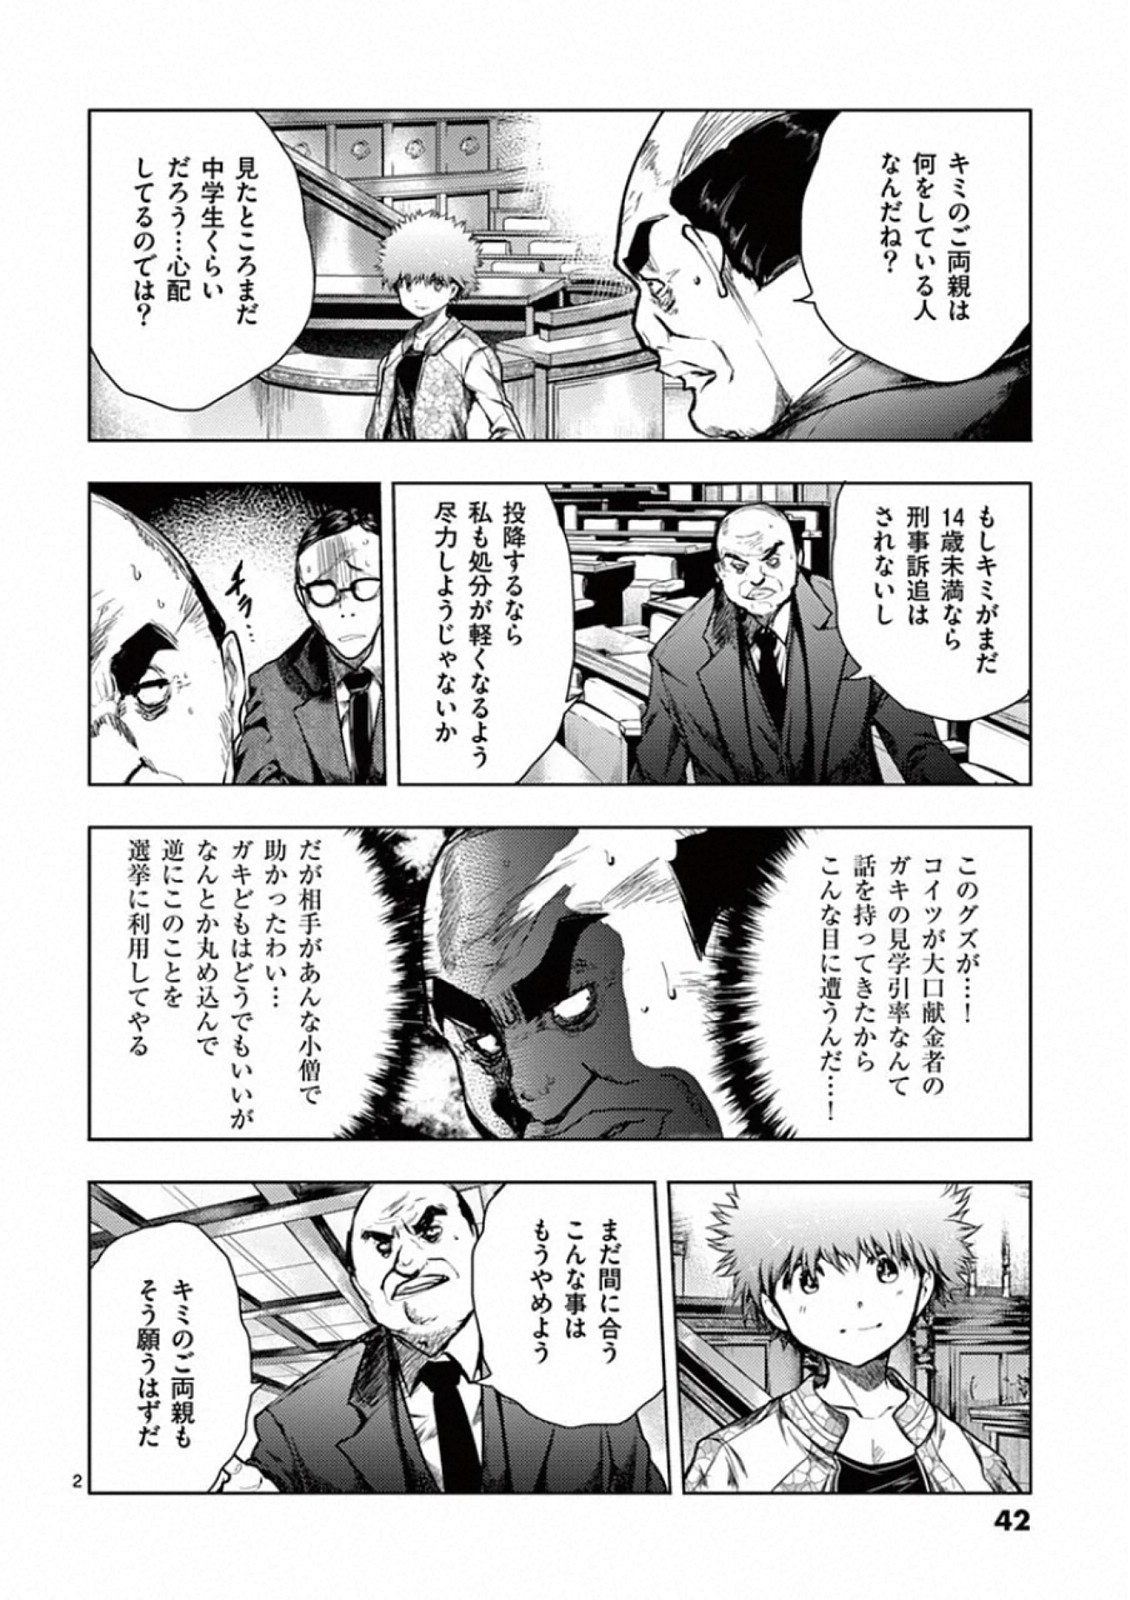 キミのご両親は
何をしている人
なんだね?
見たところまだ
中学生くらい
だろう…心配
してるのでは?
もしキミがまだ
14歳未満なら
刑事訴追は
されないし
投降するなら
私も処分が軽くなるよう
尽力しようじゃないか
チラ…
このグズが…!
コイツが大口献金者の
ガキの見学引率なんて
話を持ってきたから
こんな目に遭うんだ…!
だが相手があんな小僧で
助かったわい…
ガキどもはどうでもいいが
なんとか丸め込んで
逆にこのことを
選挙に利用してやる
まだ間に合う
こんな事は
もうやめよう
キミのご両親も
そう願うはずだ
2
42